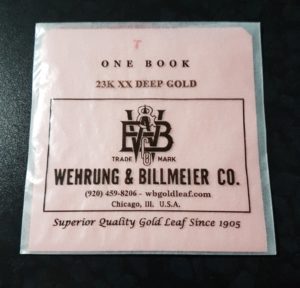 T
ONE BOOK
23K XX DEEP GOLD
WB
TRADE MARK
WEHRUNG & BILLMEIER CO.
(920) 459-8206 - wbgoldleaf.com
Chicago, Ill. U.S.A.
Superior Quality Gold Leaf Since 1905